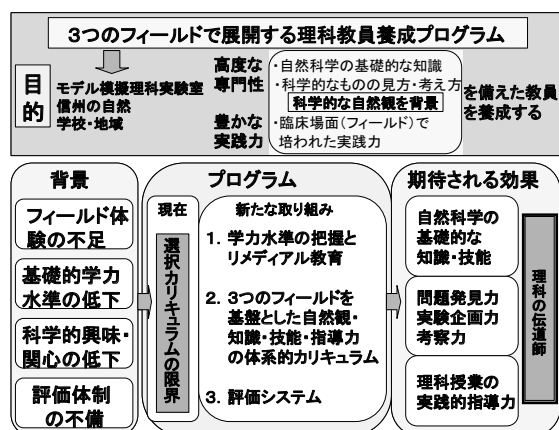 3つのフィールドで展開する理科教員養成プログラム
目的
モデル模擬理科実験室
信州の自然
学校・地域
高度な
専門性
豊かな
実践力
・自然科学の基礎的な知識
・科学的なものの見方・考え方
科学的な自然観を背景
・臨床場面(フィールド)で
培われた実践力
を備えた教員
を養成する
背景
フィールド体
験の不足
基礎的学力
水準の低下
科学的興味・
関心の低下
評価体制
の不備
プログラム
現在
選択カリキュラムの限界
新たな取り組み
1. 学力水準の把握と
リメディアル教育
2. 3つのフィールドを
基盤とした自然観・
知識・技能・指導力
の体系的カリキュラム
3. 評価システム
期待される効果
自然科学の
基礎的な
知識・技能
問題発見力
実験企画力
考察力
理科授業の
実践的指導力
理科の伝道師